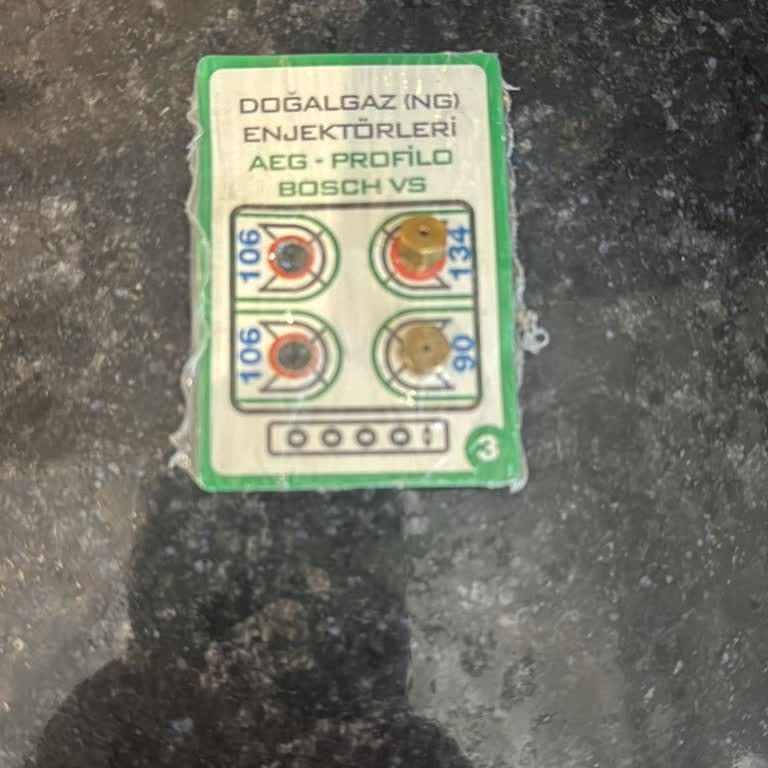 DOĞALGAZ (NG)
ENJEKTÖRLERİ
AEG - PROFİLO
BOSCH VS
106
134
106
90
3